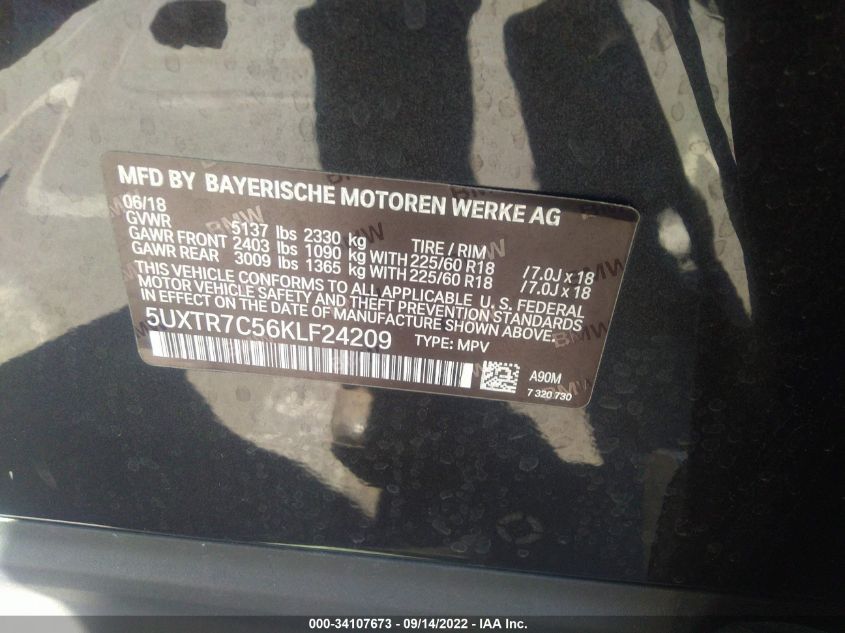 MFD BY BAYERISCHE MOTOREN WERKE AG
06/18
GVWR 5137 lbs 2330 kg TIRE / RIM
GAWR FRONT 2403 lbs 1090 kg WITH 225/60 R18 /7.0J x 18
GAWR REAR 3009 lbs 1365 kg WITH 225/60 R18 /7.0J x 18
THIS VEHICLE CONFORMS TO ALL APPLICABLE U. S. FEDERAL
MOTOR VEHICLE SAFETY AND THEFT PREVENTION STANDARDS
IN EFFECT ON THE DATE OF MANUFACTURE SHOWN ABOVE.
5UXTR7C56KLF24209 TYPE: MPV
A90M
7 320 730
000-34107673 - 09/14/2022 - IAA Inc.